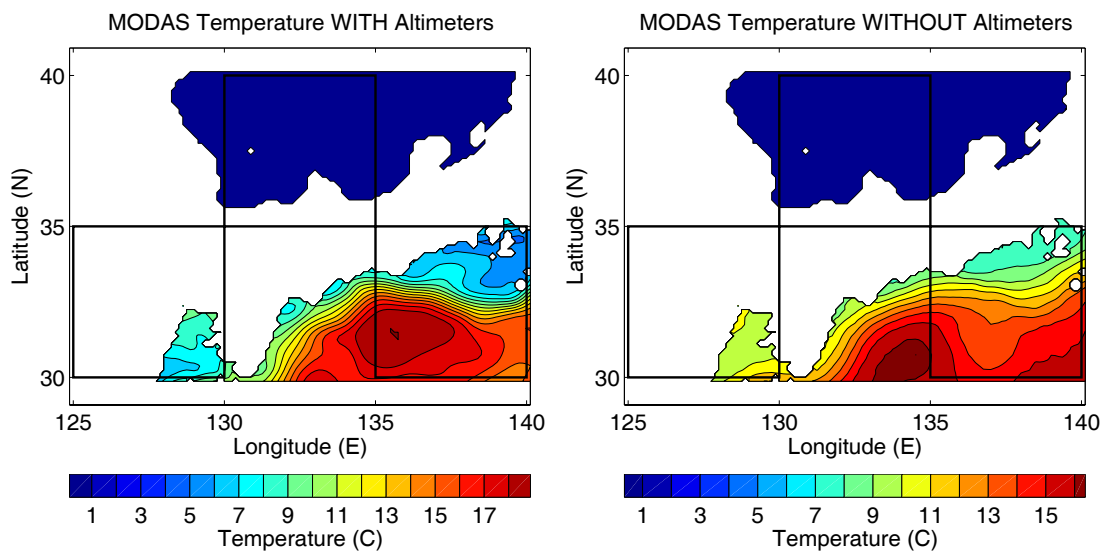 MODAS Temperature WITH Altimeters
40
35
30
Latitude (N)
125 130 135 140
Longitude (E)
1 3 5 7 9 11 13 15 17
Temperature (C)
MODAS Temperature WITHOUT Altimeters
40
35
30
Latitude (N)
125 130 135 140
Longitude (E)
1 3 5 7 9 11 13 15
Temperature (C)